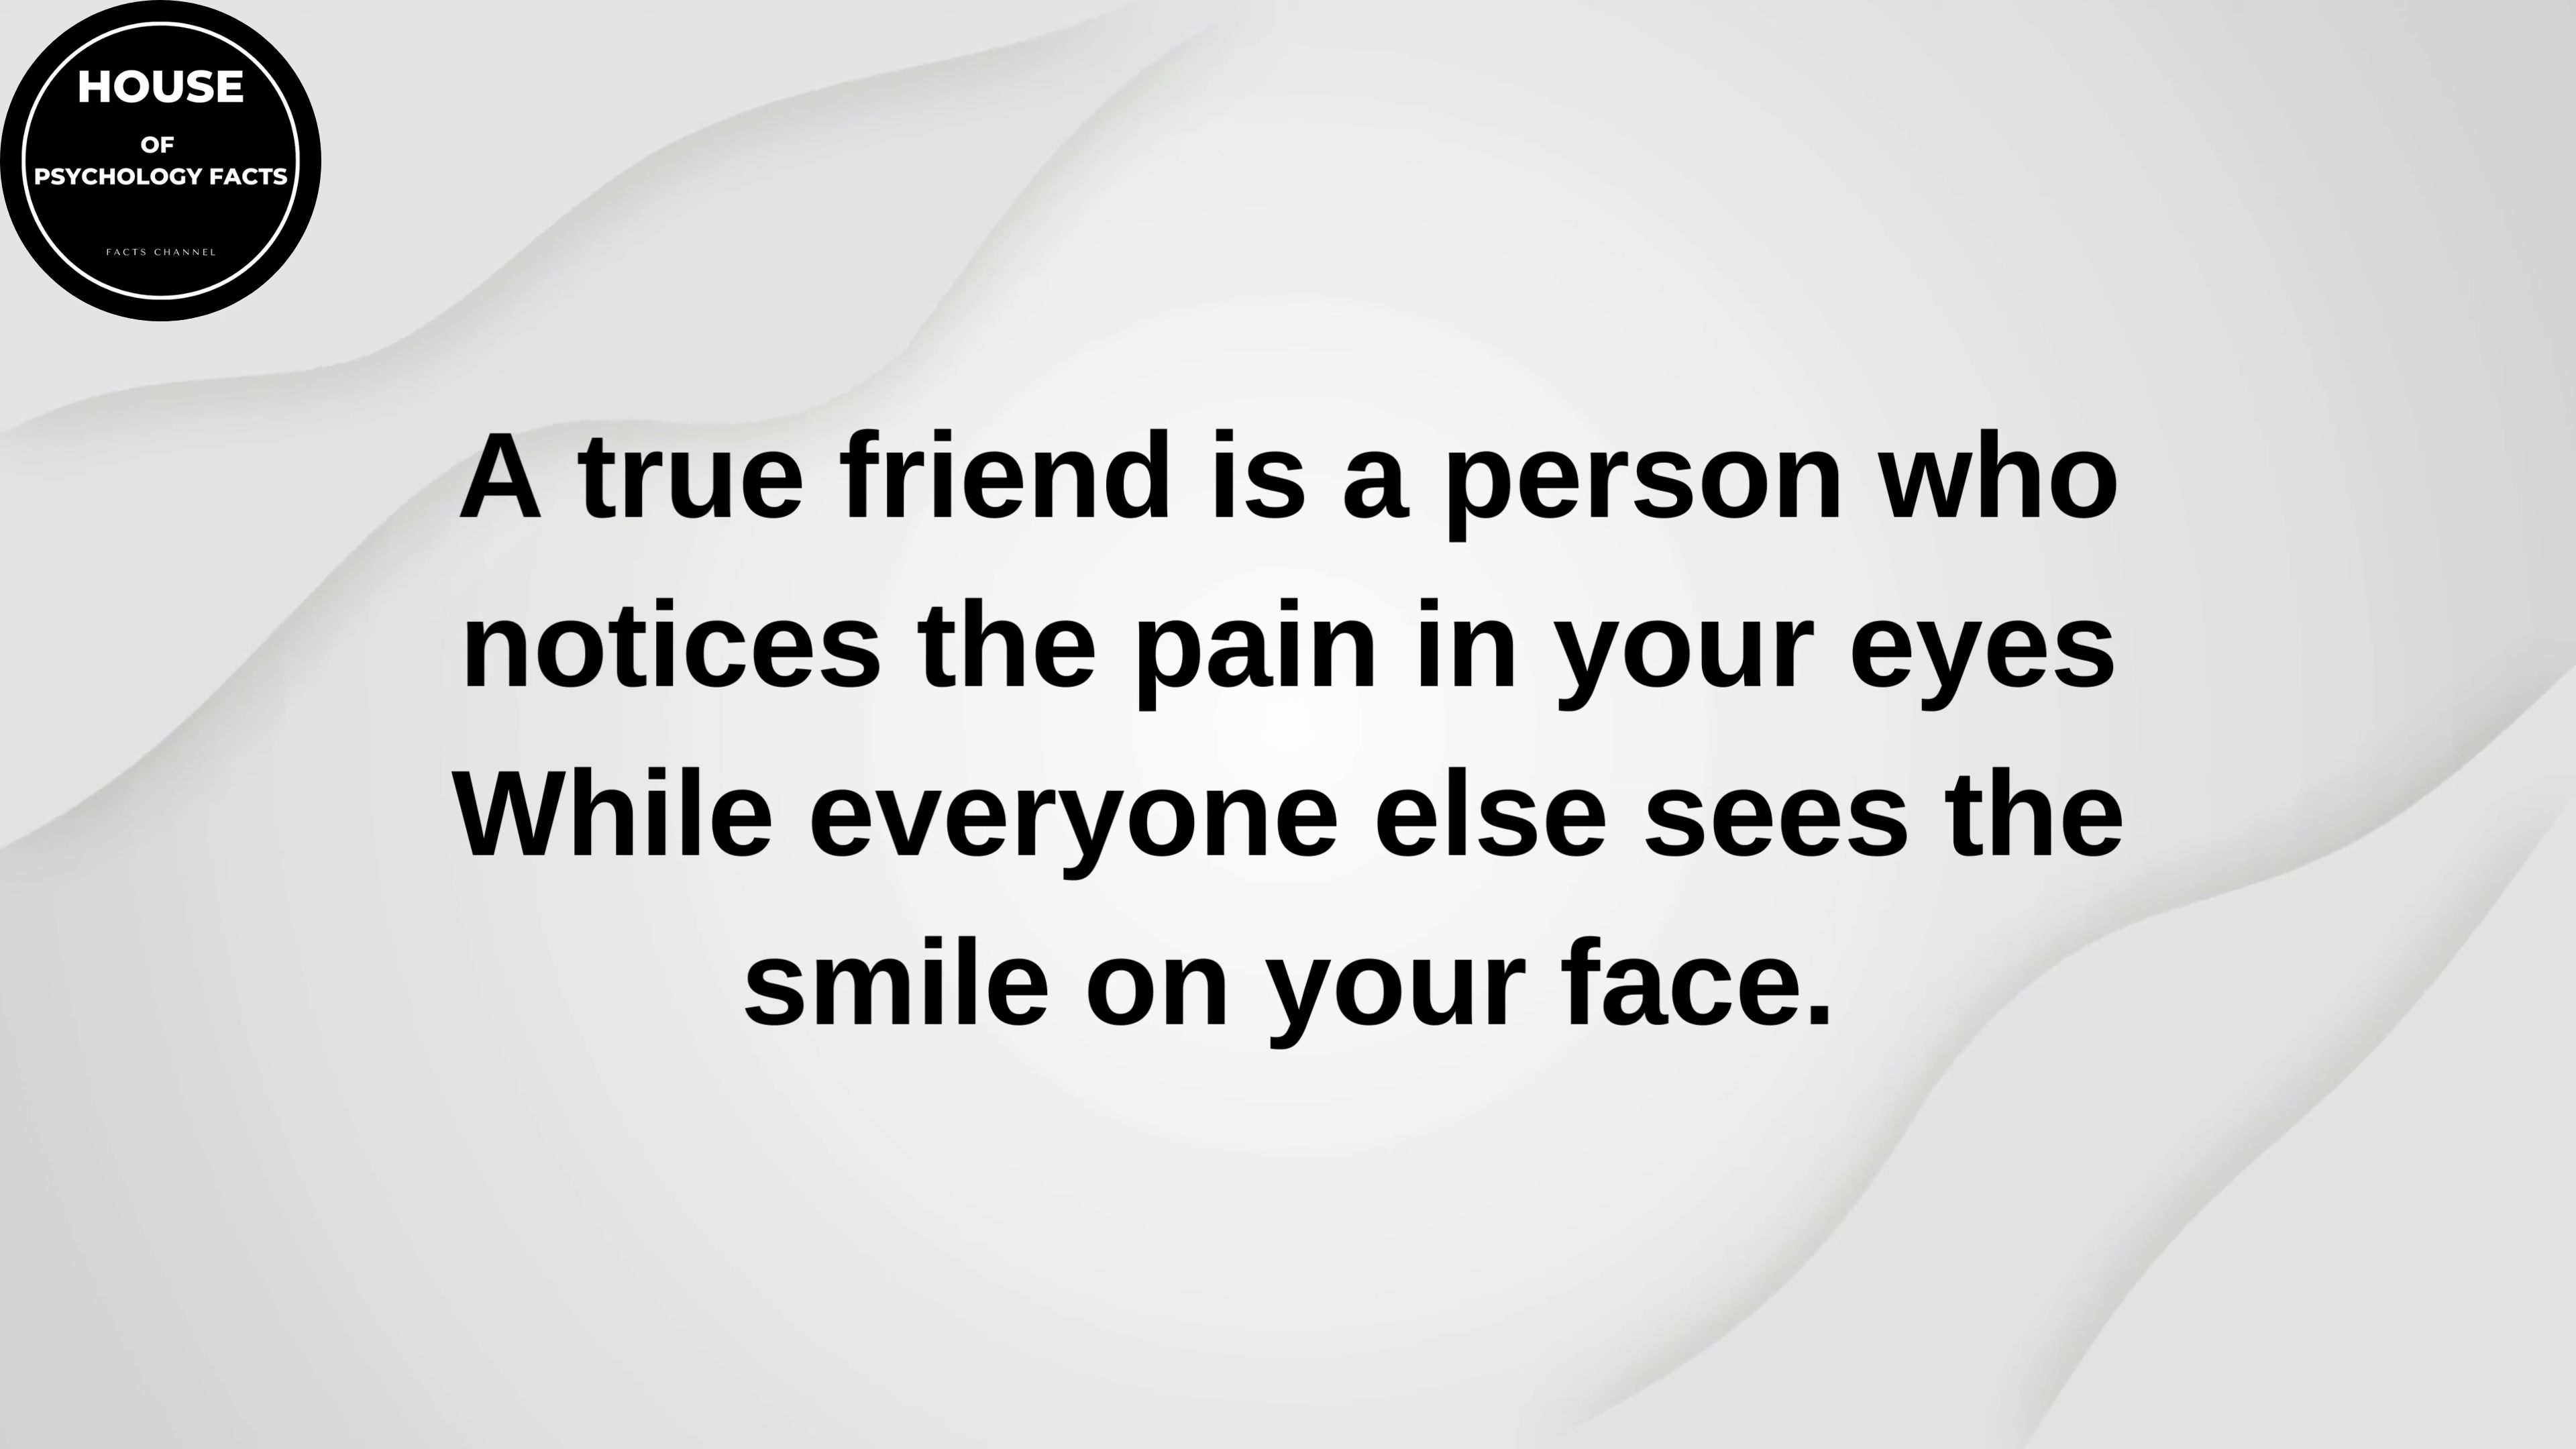 HOUSE
OF
PSYCHOLOGY FACTS
FACTS CHANNEL
A true friend is a person who
notices the pain in your eyes
While everyone else sees the
smile on your face.